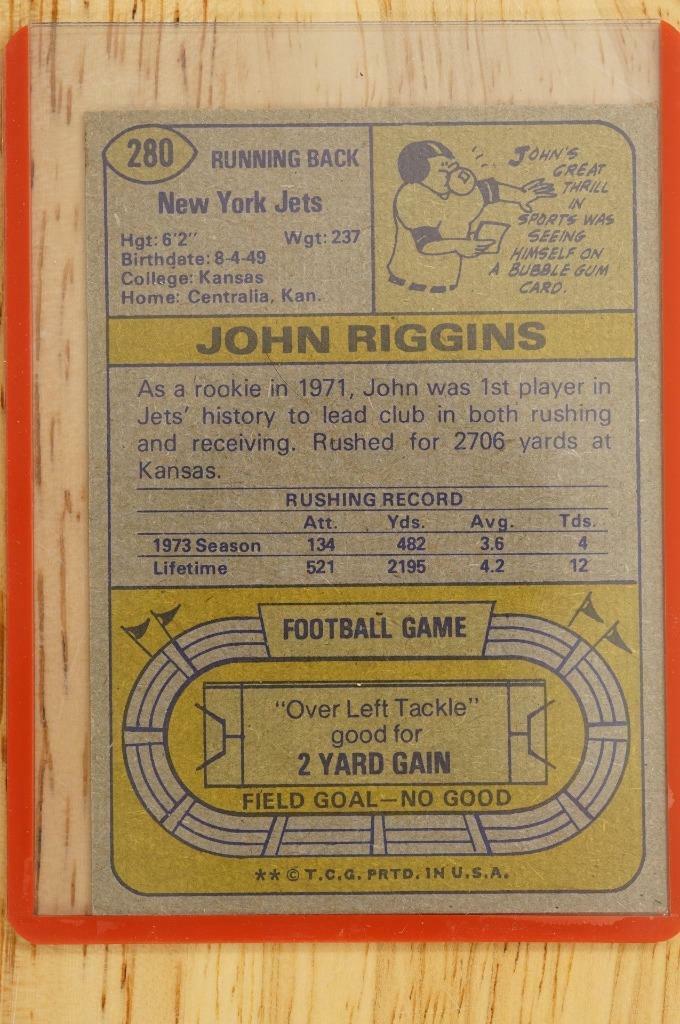 280
RUNNING BACK
New York Jets
Hgt: 6'2"
Wgt: 237
Birthdate: 8-4-49
College: Kansas
Home: Centralia, Kan.
JOHN'S
GREAT
THRILL
IN
SPORTS WAS
SEEING
HIMSELF ON
A BUBBLE GUM
CARD.
JOHN RIGGINS
As a rookie in 1971, John was 1st player in
Jets' history to lead club in both rushing
and receiving. Rushed for 2706 yards at
Kansas.
RUSHING RECORD
Att. Yds. Avg. Tds.
1973 Season 134 482 3.6 4
Lifetime 521 2195 4.2 12
FOOTBALL GAME
"Over Left Tackle"
good for
2 YARD GAIN
FIELD GOAL—NO GOOD
** © T.C.G. PRTD. IN U.S.A.